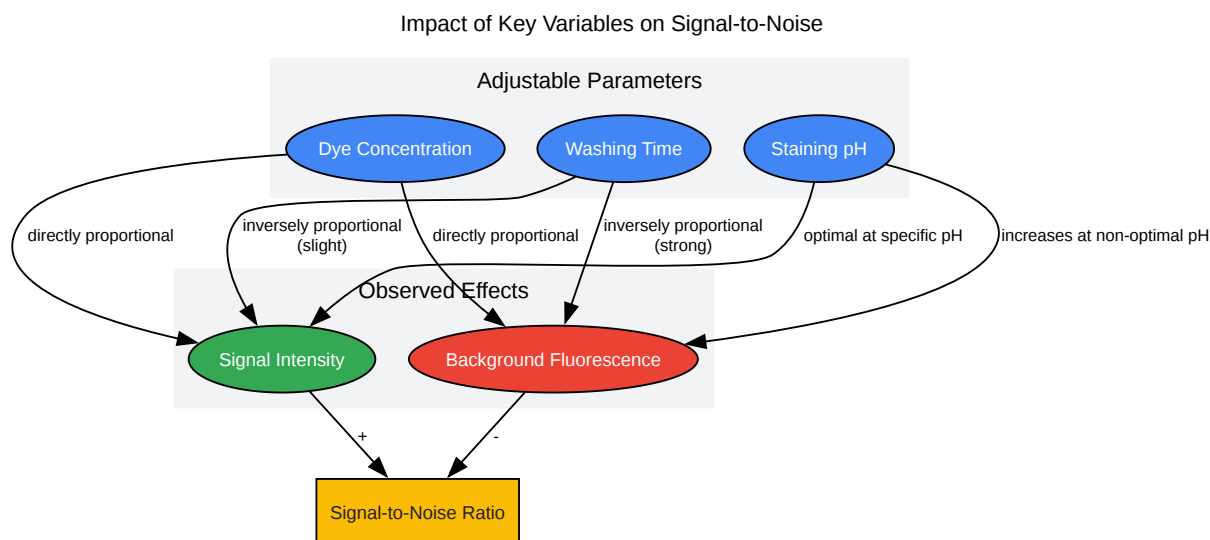 Impact of Key Variables on Signal-to-Noise
Adjustable Parameters
Dye Concentration
Washing Time
Staining pH
directly proportional
inversely proportional
(slight)
directly proportional
inversely proportional
(strong)
optimal at specific pH
increases at non-optimal pH
Observed Effects
Signal Intensity
Background Fluorescence
+
-
Signal-to-Noise Ratio